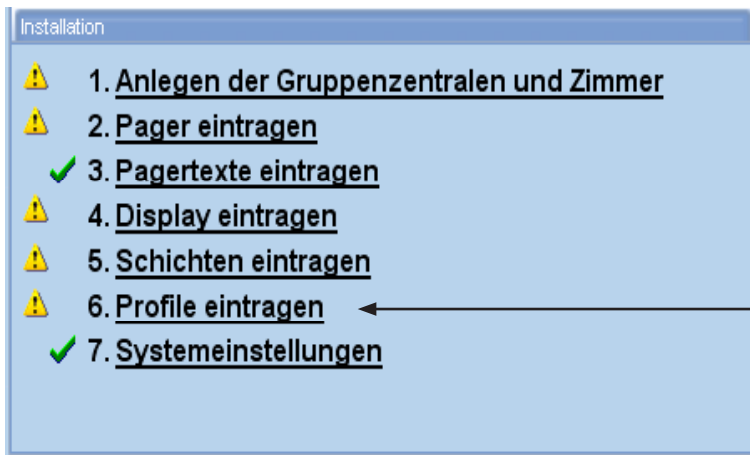 Installation
1. Anlegen der Gruppenzentralen und Zimmer
2. Pager eintragen
3. Pagertexte eintragen
4. Display eintragen
5. Schichten eintragen
6. Profile eintragen
7. Systemeinstellungen